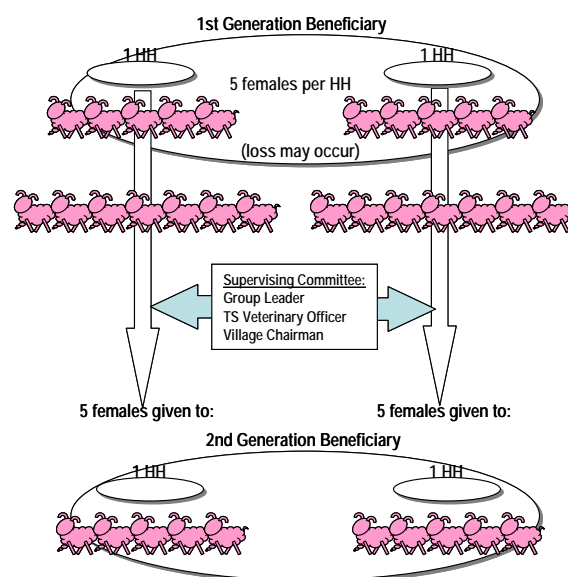 1st Generation Beneficiary
1 HH 1 HH
5 females per HH
(loss may occur)
Supervising Committee:
Group Leader
TS Veterinary Officer
Village Chairman
5 females given to: 5 females given to:
2nd Generation Beneficiary
1 HH 1 HH